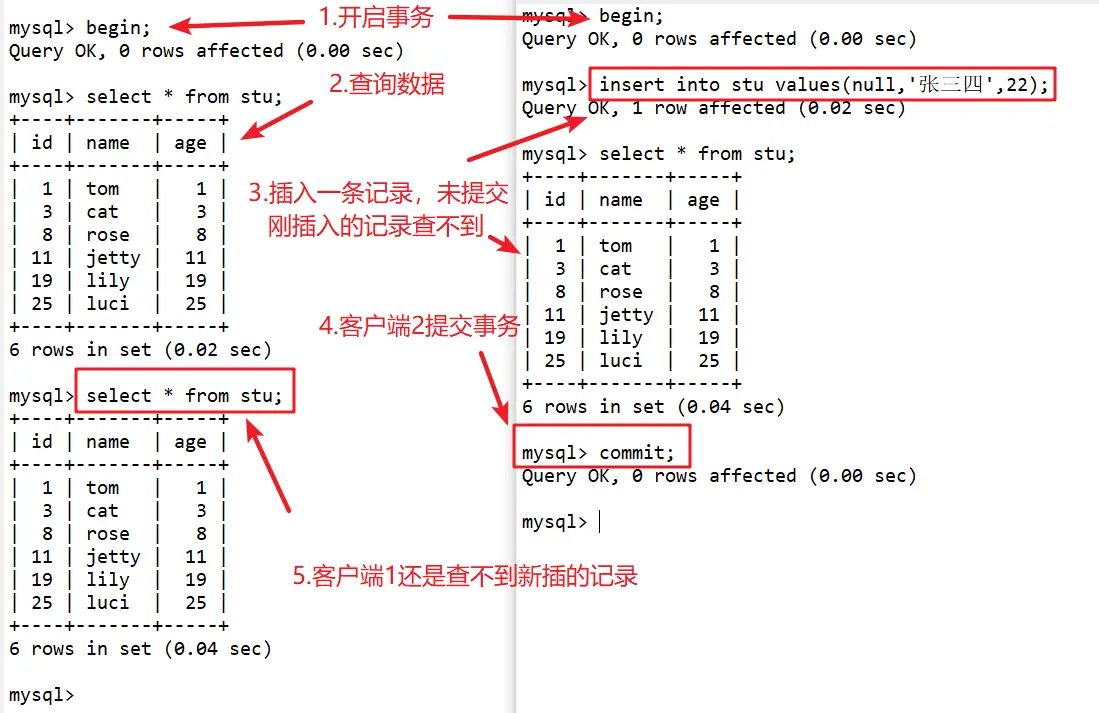 mysql> begin;
Query OK, 0 rows affected (0.00 sec)
mysql> select * from stu;
+----+-------+-----+
| id | name  | age |
+----+-------+-----+
|  1 | tom   |   1 |
|  3 | cat   |   3 |
|  8 | rose  |   8 |
| 11 | jetty |  11 |
| 19 | lily  |  19 |
| 25 | luci  |  25 |
+----+-------+-----+
6 rows in set (0.02 sec)
mysql> select * from stu;
+----+-------+-----+
| id | name  | age |
+----+-------+-----+
|  1 | tom   |   1 |
|  3 | cat   |   3 |
|  8 | rose  |   8 |
| 11 | jetty |  11 |
| 19 | lily  |  19 |
| 25 | luci  |  25 |
+----+-------+-----+
6 rows in set (0.04 sec)
mysql>
1.开启事务
2.查询数据
3.插入一条记录，未提交
刚插入的记录查不到
4.客户端2提交事务
5.客户端1还是查不到新插的记录
mysql> begin;
Query OK, 0 rows affected (0.00 sec)
mysql> insert into stu values(null,'张三四',22);
Query OK, 1 row affected (0.02 sec)
mysql> select * from stu;
+----+-------+-----+
| id | name  | age |
+----+-------+-----+
|  1 | tom   |   1 |
|  3 | cat   |   3 |
|  8 | rose  |   8 |
| 11 | jetty |  11 |
| 19 | lily  |  19 |
| 25 | luci  |  25 |
+----+-------+-----+
6 rows in set (0.04 sec)
mysql> commit;
Query OK, 0 rows affected (0.00 sec)
mysql>